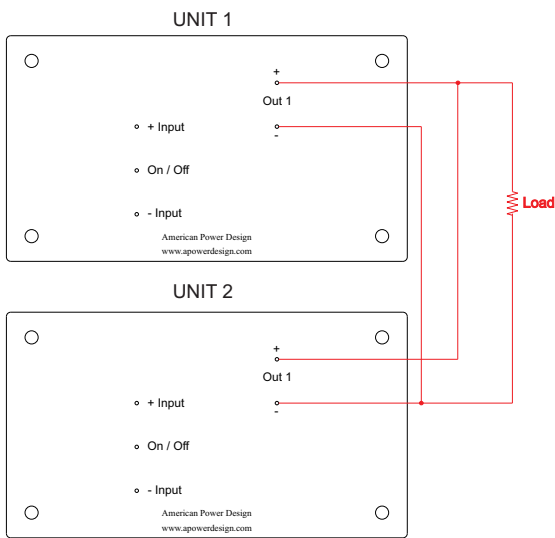 UNIT 1
+
Out 1
-
+ Input
On / Off
- Input
American Power Design
www.apowerdesign.com
Load
UNIT 2
+
Out 1
-
+ Input
On / Off
- Input
American Power Design
www.apowerdesign.com